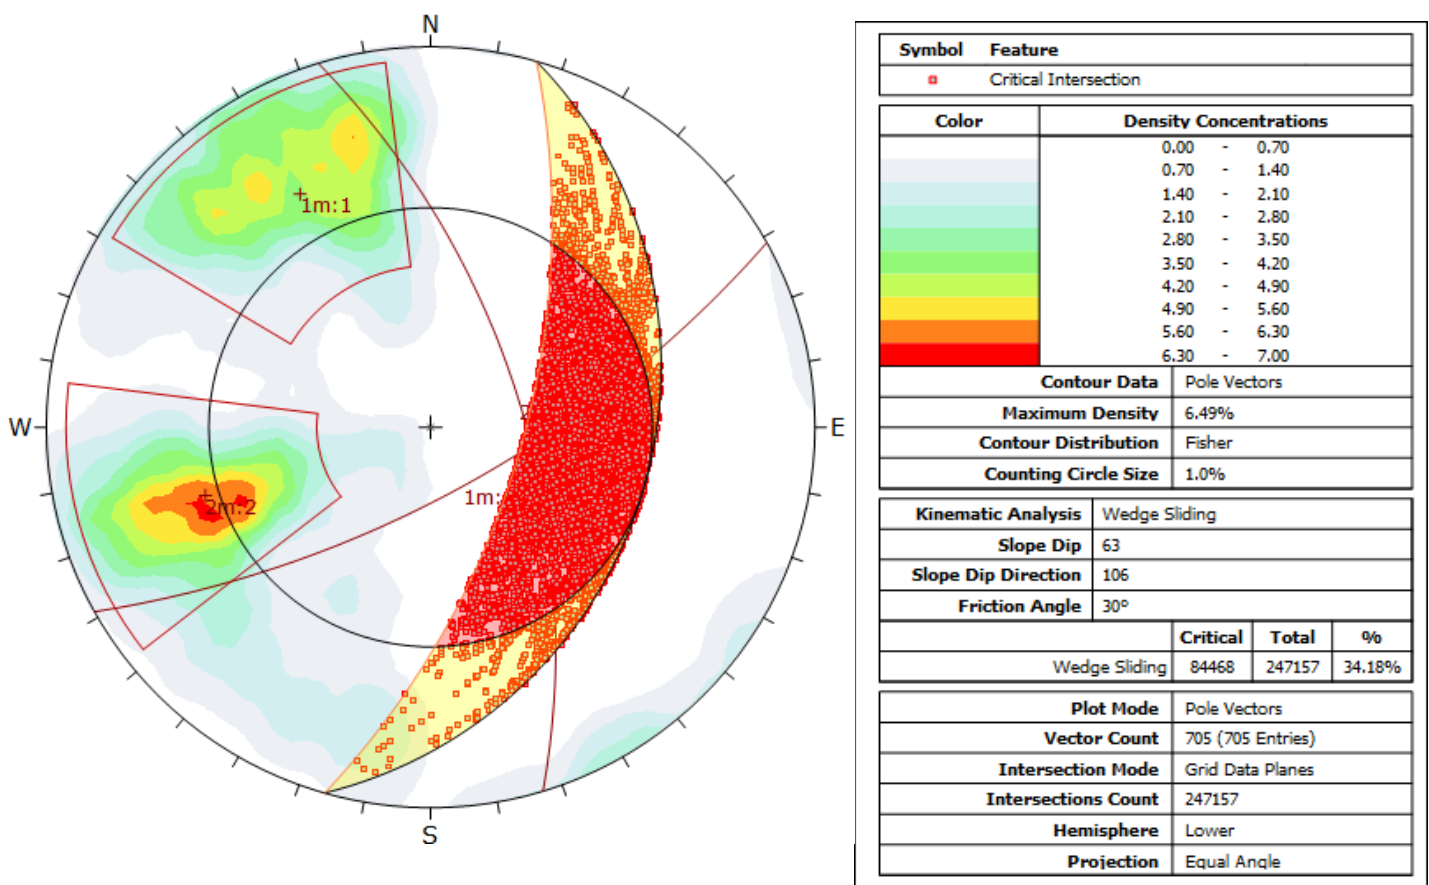 N
W
E
S
1m:1
2m:2
1m:
Symbol Feature
Critical Intersection
Color Density Concentrations
0.00 - 0.70
0.70 - 1.40
1.40 - 2.10
2.10 - 2.80
2.80 - 3.50
3.50 - 4.20
4.20 - 4.90
4.90 - 5.60
5.60 - 6.30
6.30 - 7.00
Contour Data Pole Vectors
Maximum Density 6.49%
Contour Distribution Fisher
Counting Circle Size 1.0%
Kinematic Analysis Wedge Sliding
Slope Dip 63
Slope Dip Direction 106
Friction Angle 30º
Critical Total %
Wedge Sliding 84468 247157 34.18%
Plot Mode Pole Vectors
Vector Count 705 (705 Entries)
Intersection Mode Grid Data Planes
Intersections Count 247157
Hemisphere Lower
Projection Equal Angle